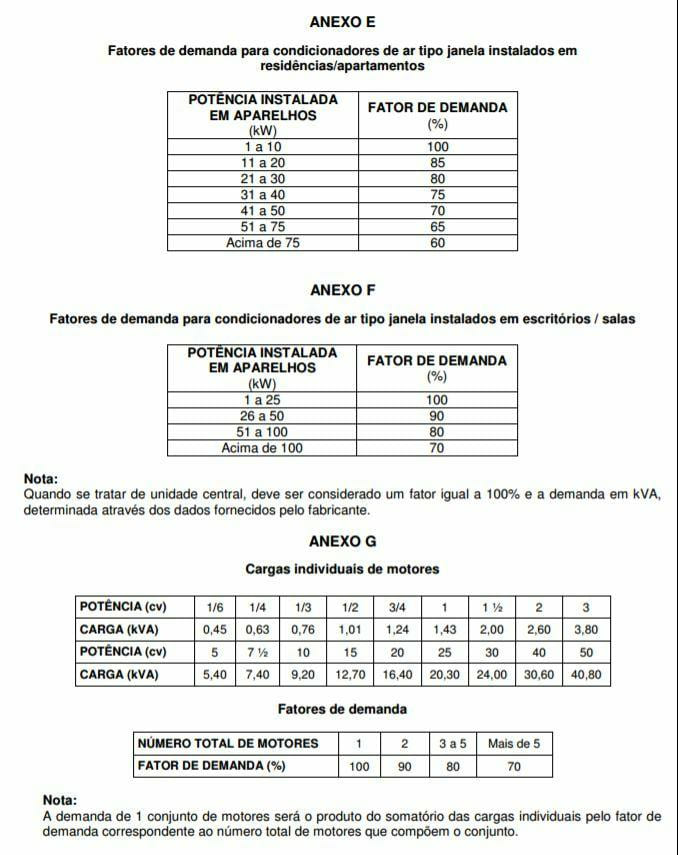 ANEXO E
Fatores de demanda para condicionadores de ar tipo janela instalados em
residências/apartamentos
POTÊNCIA INSTALADA
EM APARELHOS
(kW)
FATOR DE DEMANDA
(%)
1 a 10 100
11 a 20 85
21 a 30 80
31 a 40 75
41 a 50 70
51 a 75 65
Acima de 75 60
ANEXO F
Fatores de demanda para condicionadores de ar tipo janela instalados em escritórios / salas
POTÊNCIA INSTALADA
EM APARELHOS
(kW)
FATOR DE DEMANDA
(%)
1 a 25 100
26 a 50 90
51 a 100 80
Acima de 100 70
Nota:
Quando se tratar de unidade central, deve ser considerado um fator igual a 100% e a demanda em kVA,
determinada através dos dados fornecidos pelo fabricante.
ANEXO G
Cargas individuais de motores
POTÊNCIA (cv) 1/6 1/4 1/3 1/2 3/4 1 1 ½ 2 3
CARGA (kVA) 0,45 0,63 0,76 1,01 1,24 1,43 2,00 2,60 3,80
POTÊNCIA (cv) 5 7 ½ 10 15 20 25 30 40 50
CARGA (kVA) 5,40 7,40 9,20 12,70 16,40 20,30 24,00 30,60 40,80
Fatores de demanda
NÚMERO TOTAL DE MOTORES 1 2 3 a 5 Mais de 5
FATOR DE DEMANDA (%) 100 90 80 70
Nota:
A demanda de 1 conjunto de motores será o produto do somatório das cargas individuais pelo fator de
demanda correspondente ao número total de motores que compõem o conjunto.